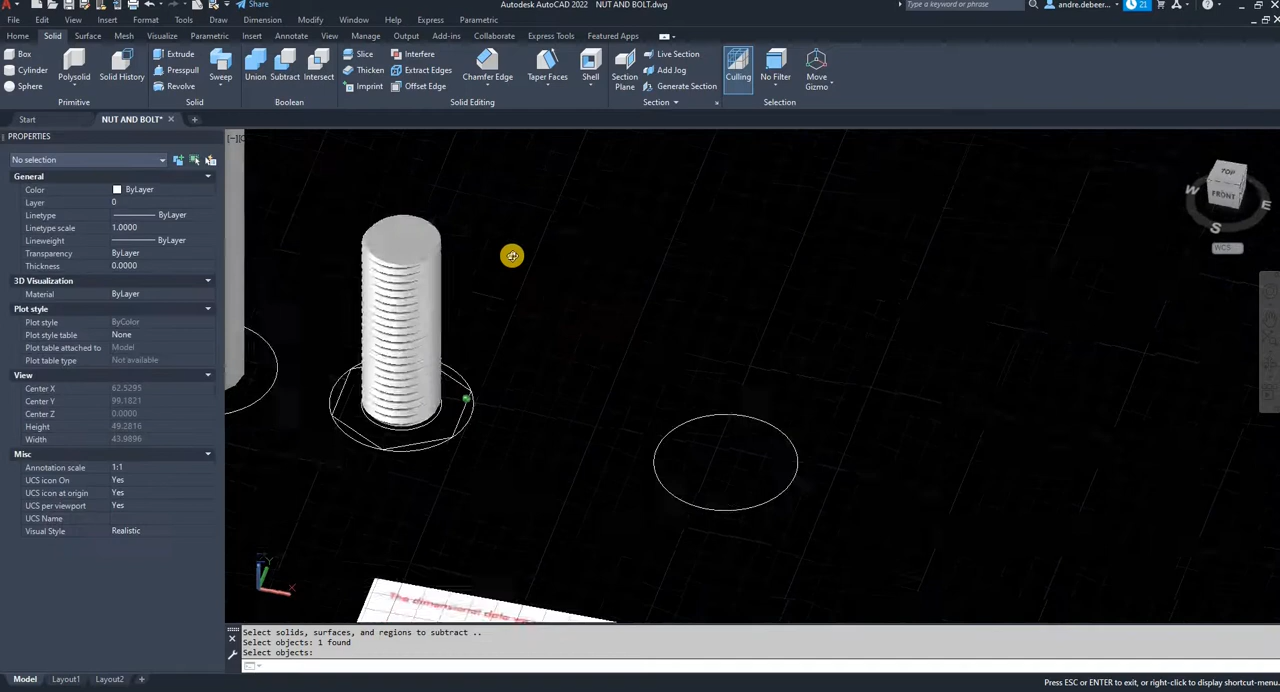 Share
Autodesk AutoCAD 2022 NUT AND BOLT.dwg
Type a keyword or phrase
andre.debeer...
21
File Edit View Insert Format Tools Draw Dimension Modify Window Help Express Parametric
Home Solid Surface Mesh Visualize Parametric Insert Annotate View Manage Output Add-ins Collaborate Express Tools Featured Apps
Box Extrude Slice Interfere Live Section
Cylinder Polysolid Solid History Presspull Sweep Union Subtract Intersect Thicken Extract Edges Chamfer Edge Taper Faces Shell Section Plane Add Jog Culling No Filter Move Gizmo
Sphere Revolve Imprint Offset Edge Generate Section
Primitive Solid Boolean Solid Editing Section Selection
Start NUT AND BOLT* +
PROPERTIES
No selection
General
Color ByLayer
Layer 0
Linetype ByLayer
Linetype scale 1.0000
Lineweight ByLayer
Transparency ByLayer
Thickness 0.0000
3D Visualization
Material ByLayer
Plot style
Plot style ByColor
Plot style table None
Plot table attached to Model
Plot table type Not available
View
Center X 62.5295
Center Y 99.1821
Center Z 0.0000
Height 49.2816
Width 43.9896
Misc
Annotation scale 1:1
UCS icon On Yes
UCS icon at origin Yes
UCS per viewport Yes
UCS Name
Visual Style Realistic
TOP
FRONT
W
E
S
WCS
X
The dimensional data
Select solids, surfaces, and regions to subtract ..
Select objects: 1 found
Select objects:
Model Layout1 Layout2 +
Press ESC or ENTER to exit, or right-click to display shortcut-menu.